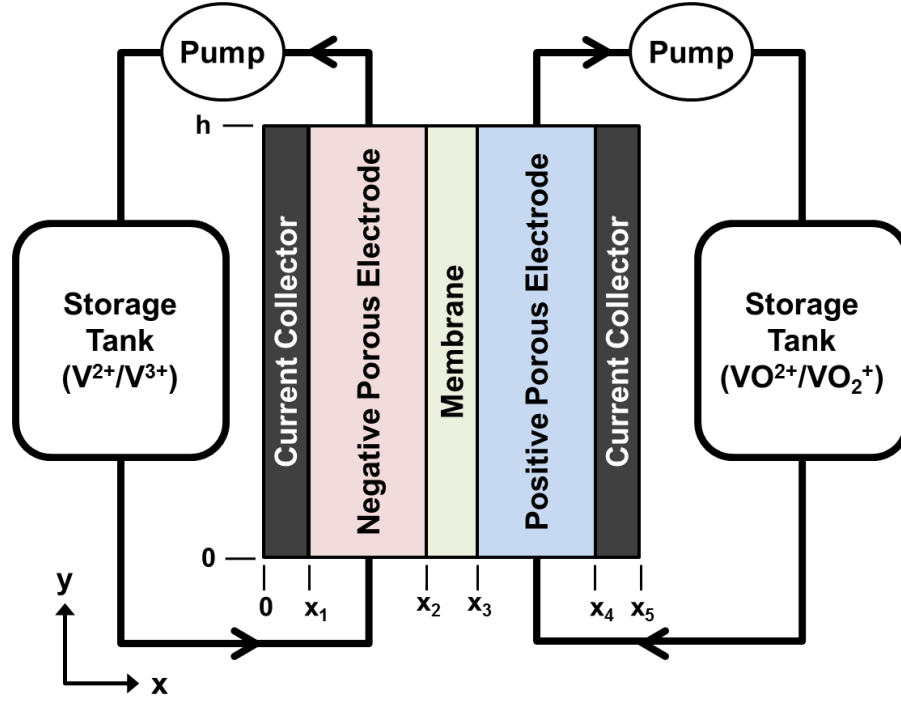 Pump
Pump
h
Storage
Tank
(V²⁺/V³⁺)
Current Collector
Negative Porous Electrode
Membrane
Positive Porous Electrode
Current Collector
Storage
Tank
(VO²⁺/VO₂⁺)
0
0
x₁
x₂
x₃
x₄
x₅
y
x